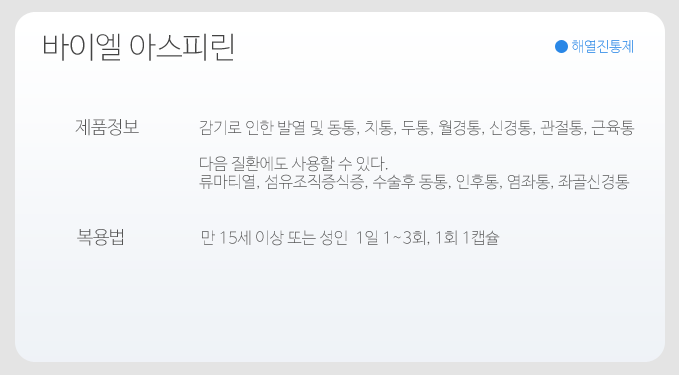 바이엘 아스피린
해열진통제
제품정보
감기로 인한 발열 및 동통, 치통, 두통, 월경통, 신경통, 관절통, 근육통
다음 질환에도 사용할 수 있다.
류마티열, 섬유조직증식증, 수술후 동통, 인후통, 염좌통, 좌골신경통
복용법
만 15세 이상 또는 성인 1일 1~3회, 1회 1캡슐